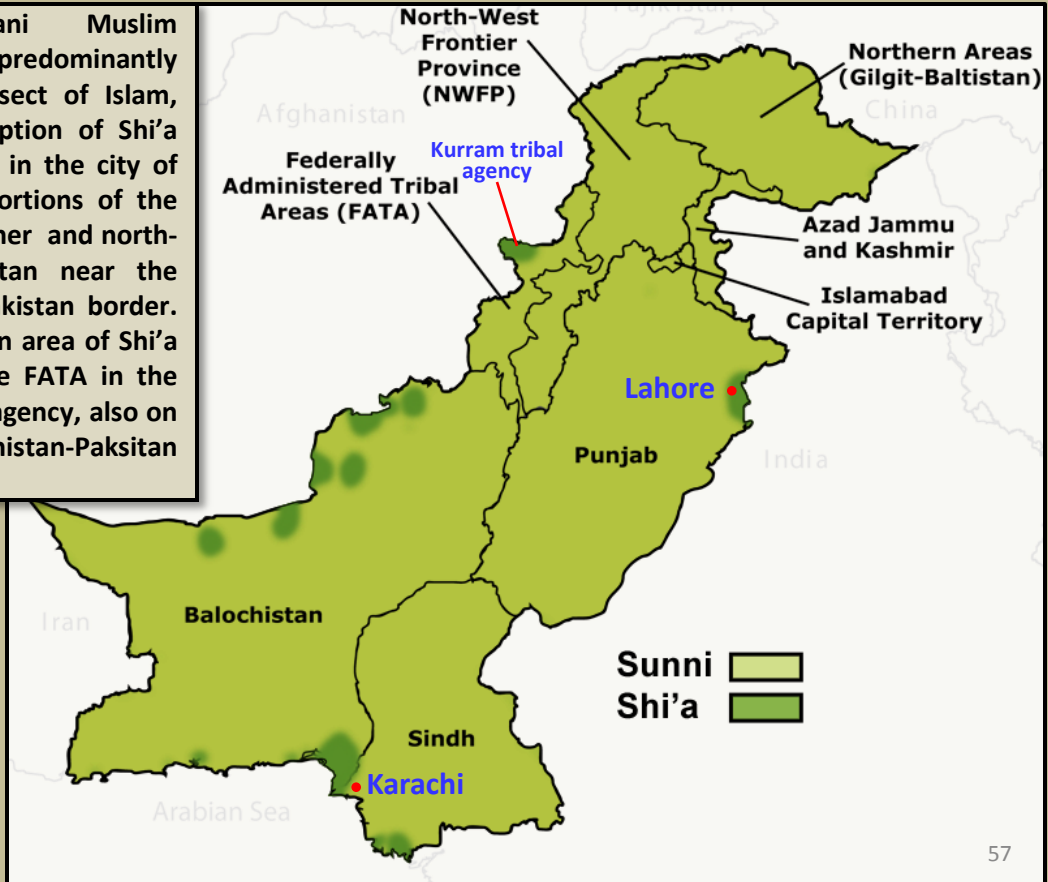 ani Muslim
predominantly
sect of Islam,
ption of Shi’a
in the city of
ortions of the
ner and north-
tan near the
kistan border.
n area of Shi’a
e FATA in the
agency, also on
nistan-Paksitan
North-West
Frontier
Province
(NWFP)
Tajikistan
Northern Areas
(Gilgit-Baltistan)
Afghanistan
China
Kurram tribal
agency
Federally
Administered Tribal
Areas (FATA)
Azad Jammu
and Kashmir
Islamabad
Capital Territory
Lahore
Punjab
India
Iran
Balochistan
Sunni
Shi’a
Sindh
Karachi
Arabian Sea
57